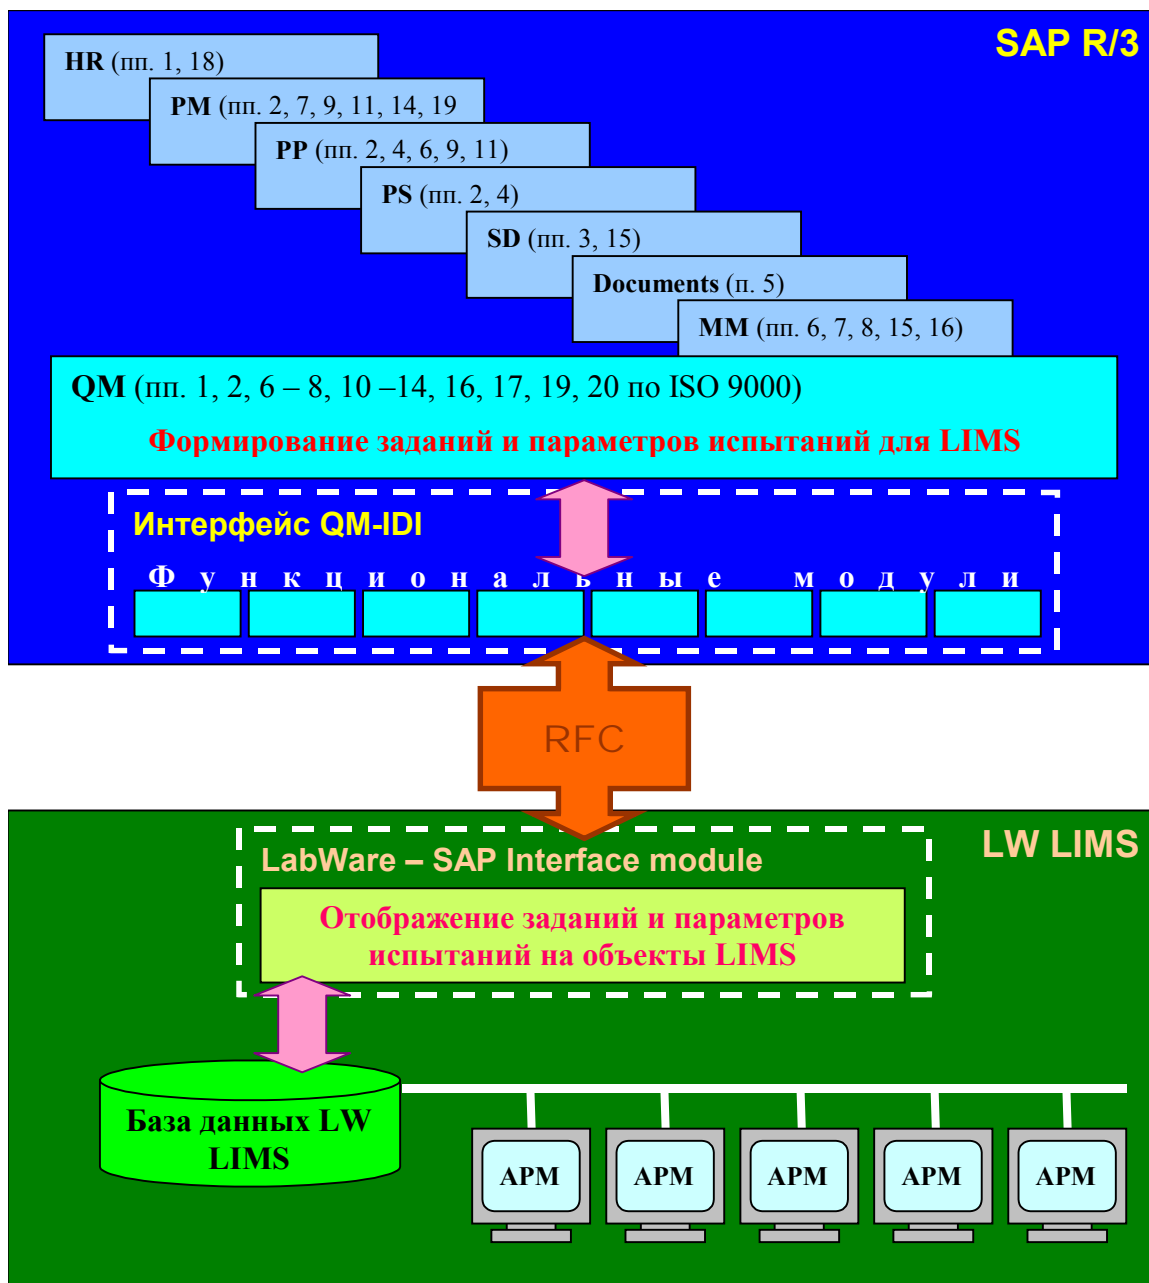 SAP R/3
HR (пп. 1, 18)
PM (пп. 2, 7, 9, 11, 14, 19
PP (пп. 2, 4, 6, 9, 11)
PS (пп. 2, 4)
SD (пп. 3, 15)
Documents (п. 5)
MM (пп. 6, 7, 8, 15, 16)
QM (пп. 1, 2, 6 – 8, 10 –14, 16, 17, 19, 20 по ISO 9000)
Формирование заданий и параметров испытаний для LIMS
Интерфейс QM-IDI
Функциональные модули
RFC
LW LIMS
LabWare – SAP Interface module
Отображение заданий и параметров
испытаний на объекты LIMS
База данных LW
LIMS
АРМ
АРМ
АРМ
АРМ
АРМ